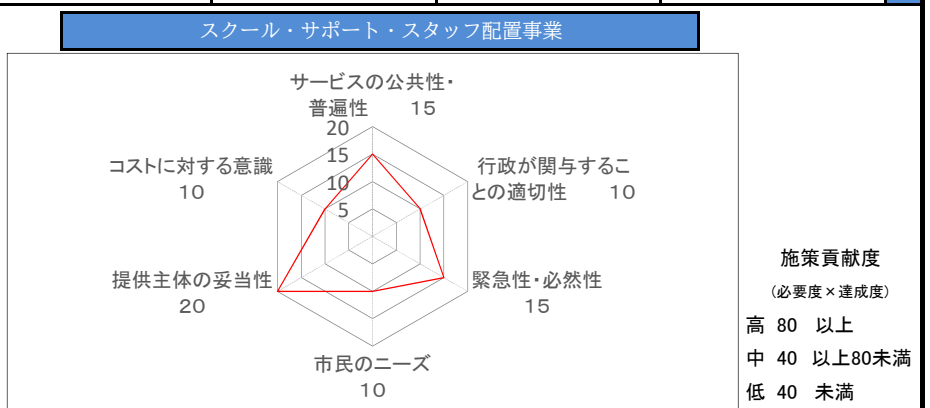 スクール・サポート・スタッフ配置事業
サービスの公共性・
普遍性 15
20
15
10
5
コストに対する意識
10
行政が関与するこ
との適切性 10
提供主体の妥当性
20
緊急性・必然性
15
市民のニーズ
10
施策貢献度
(必要度×達成度)
高 80 以上
中 40 以上80未満
低 40 未満